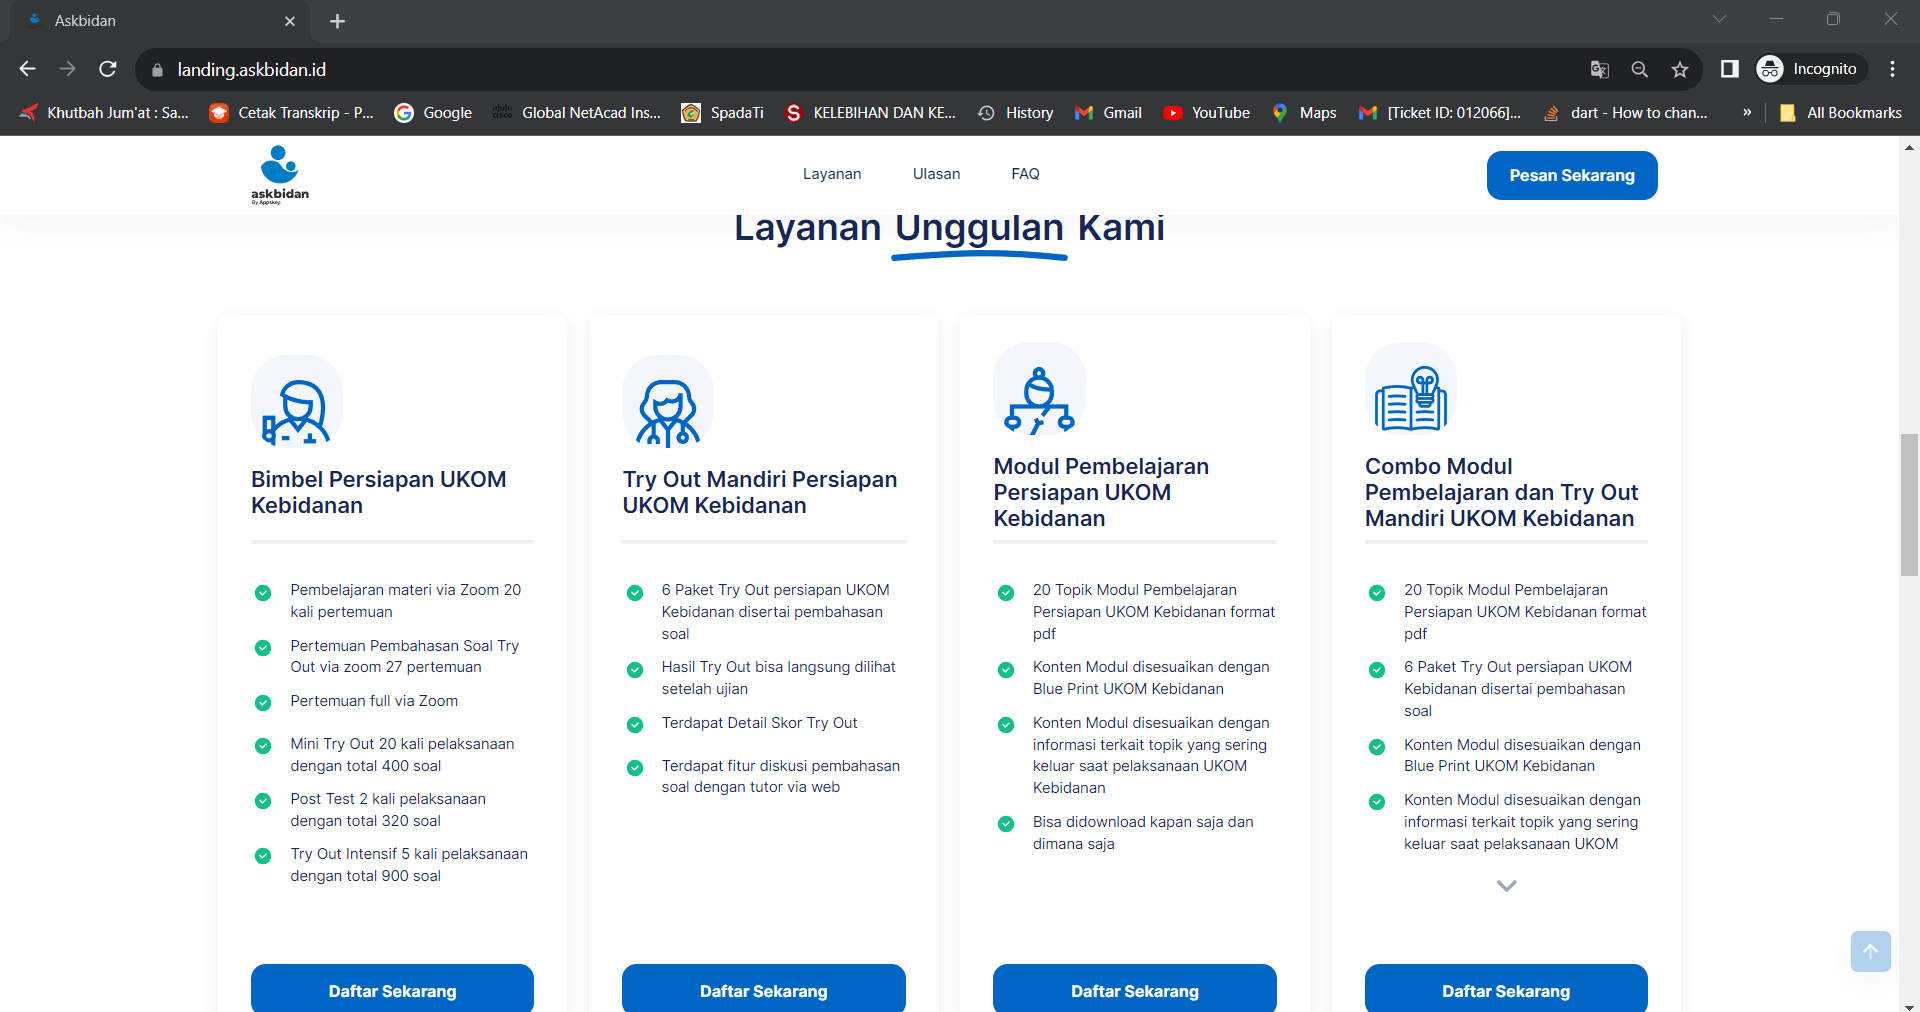 Askbidan
landing.askbidan.id
Incognito
Khutbah Jum'at : Sa...
Cetak Transkrip - P...
Google
Global NetAcad Ins...
SpadaTi
KELEBIHAN DAN KE...
History
Gmail
YouTube
Maps
[Ticket ID: 012066]...
dart - How to chan...
»
All Bookmarks
askbidan
By Appskep
Layanan
Ulasan
FAQ
Pesan Sekarang
Layanan Unggulan Kami
Bimbel Persiapan UKOM
Kebidanan
Pembelajaran materi via Zoom 20
kali pertemuan
Pertemuan Pembahasan Soal Try
Out via zoom 27 pertemuan
Pertemuan full via Zoom
Mini Try Out 20 kali pelaksanaan
dengan total 400 soal
Post Test 2 kali pelaksanaan
dengan total 320 soal
Try Out Intensif 5 kali pelaksanaan
dengan total 900 soal
Daftar Sekarang
Try Out Mandiri Persiapan
UKOM Kebidanan
6 Paket Try Out persiapan UKOM
Kebidanan disertai pembahasan
soal
Hasil Try Out bisa langsung dilihat
setelah ujian
Terdapat Detail Skor Try Out
Terdapat fitur diskusi pembahasan
soal dengan tutor via web
Daftar Sekarang
Modul Pembelajaran
Persiapan UKOM
Kebidanan
20 Topik Modul Pembelajaran
Persiapan UKOM Kebidanan format
pdf
Konten Modul disesuaikan dengan
Blue Print UKOM Kebidanan
Konten Modul disesuaikan dengan
informasi terkait topik yang sering
keluar saat pelaksanaan UKOM
Kebidanan
Bisa didownload kapan saja dan
dimana saja
Daftar Sekarang
Combo Modul
Pembelajaran dan Try Out
Mandiri UKOM Kebidanan
20 Topik Modul Pembelajaran
Persiapan UKOM Kebidanan format
pdf
6 Paket Try Out persiapan UKOM
Kebidanan disertai pembahasan
soal
Konten Modul disesuaikan dengan
Blue Print UKOM Kebidanan
Konten Modul disesuaikan dengan
informasi terkait topik yang sering
keluar saat pelaksanaan UKOM
Daftar Sekarang